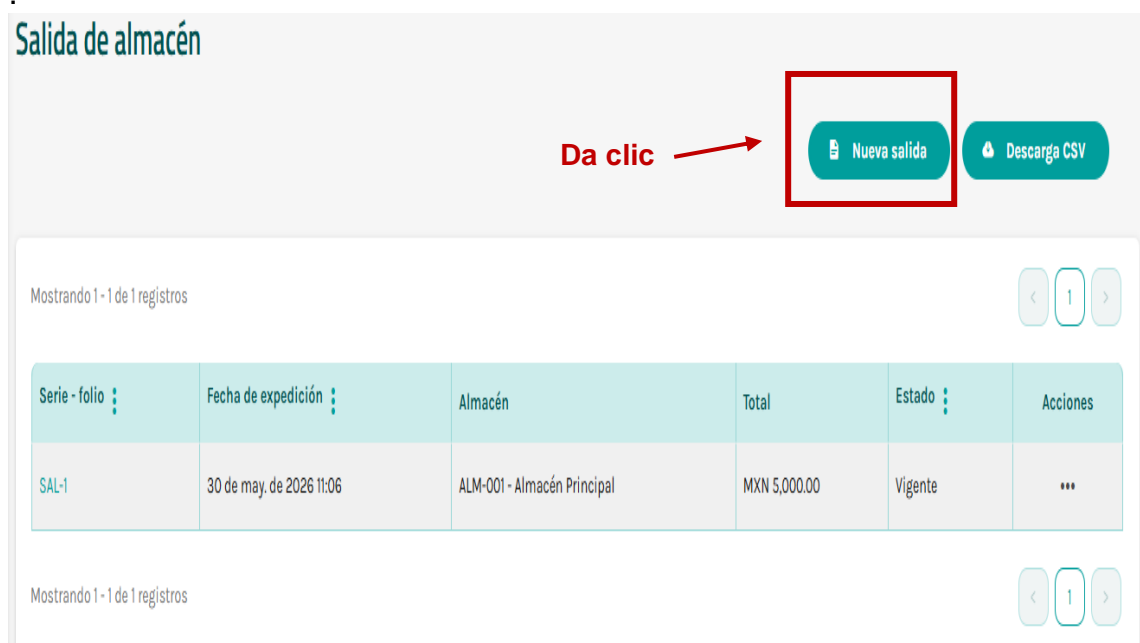 .
Salida de almacén
Da clic
Nueva salida
Descarga CSV
Mostrando 1 - 1 de 1 registros
< 1 >
Serie - folio Fecha de expedición Almacén Total Estado Acciones
SAL-1 30 de may. de 2026 11:06 ALM-001 - Almacén Principal MXN 5,000.00 Vigente •••
Mostrando 1 - 1 de 1 registros
< 1 >